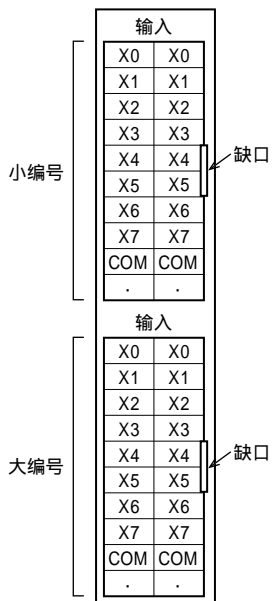 输入
X0 X0
X1 X1
X2 X2
X3 X3
X4 X4
X5 X5
X6 X6
X7 X7
COM COM
. .
小编号
缺口
输入
X0 X0
X1 X1
X2 X2
X3 X3
X4 X4
X5 X5
X6 X6
X7 X7
COM COM
. .
大编号
缺口